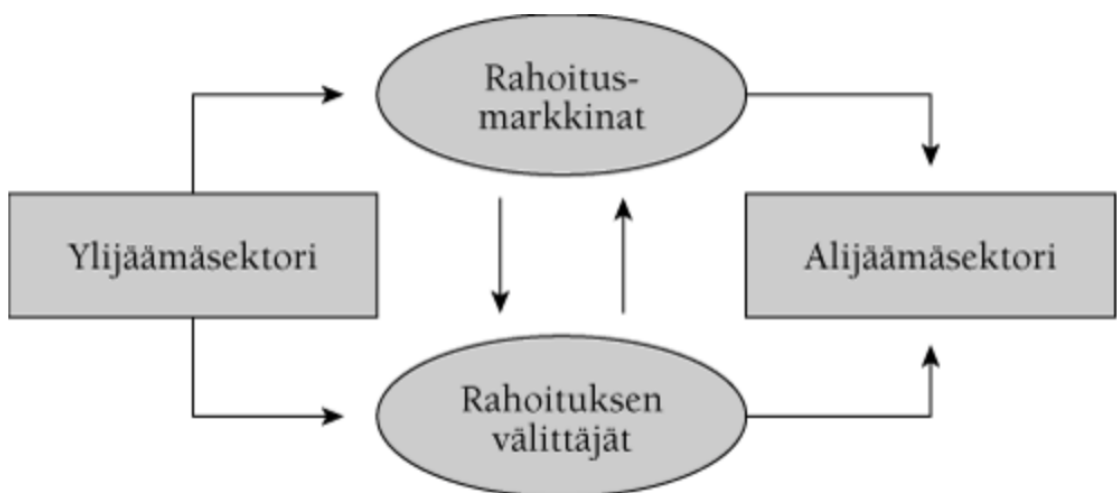 Rahoitus-
markkinat
Ylijäämäsektori
Alijäämäsektori
Rahoituksen
välittäjät